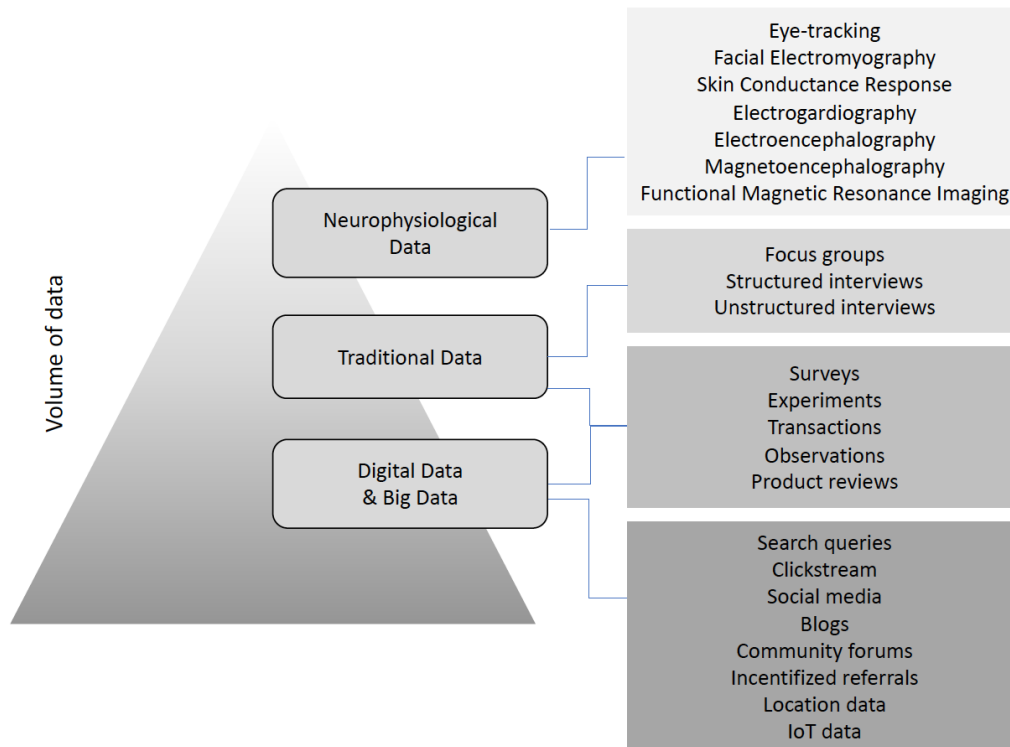 Volume of data
Neurophysiological
Data
Traditional Data
Digital Data
& Big Data
Eye-tracking
Facial Electromyography
Skin Conductance Response
Electrogardiography
Electroencephalography
Magnetoencephalography
Functional Magnetic Resonance Imaging
Focus groups
Structured interviews
Unstructured interviews
Surveys
Experiments
Transactions
Observations
Product reviews
Search queries
Clickstream
Social media
Blogs
Community forums
Incentifized referrals
Location data
IoT data